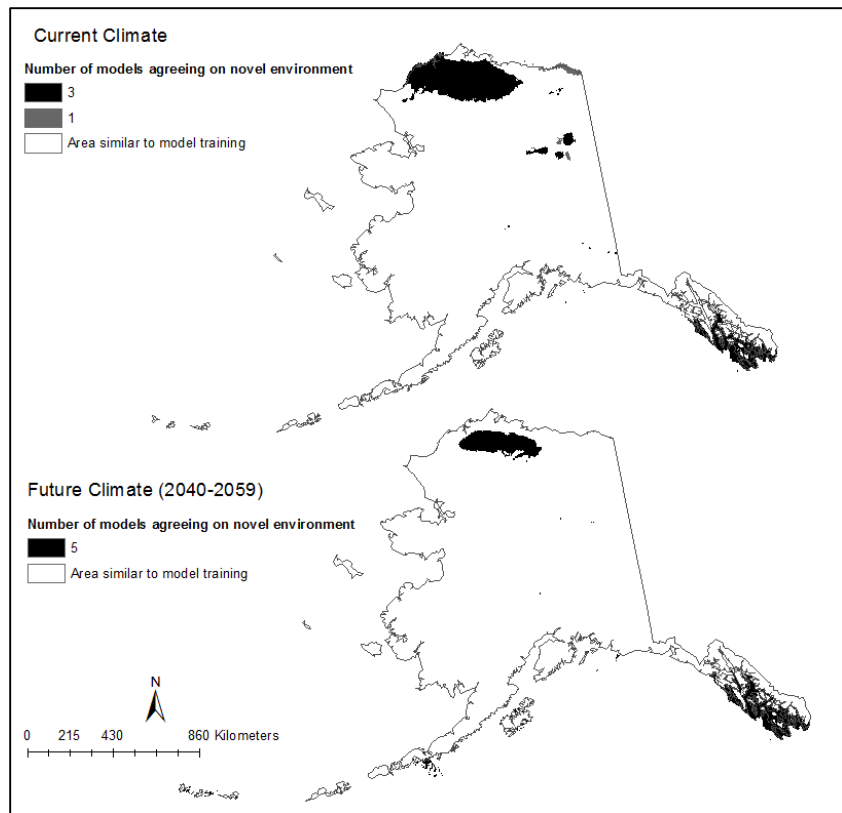 Current Climate
Number of models agreeing on novel environment
3
1
Area similar to model training
Future Climate (2040-2059)
Number of models agreeing on novel environment
5
Area similar to model training
N
0 215 430 860 Kilometers